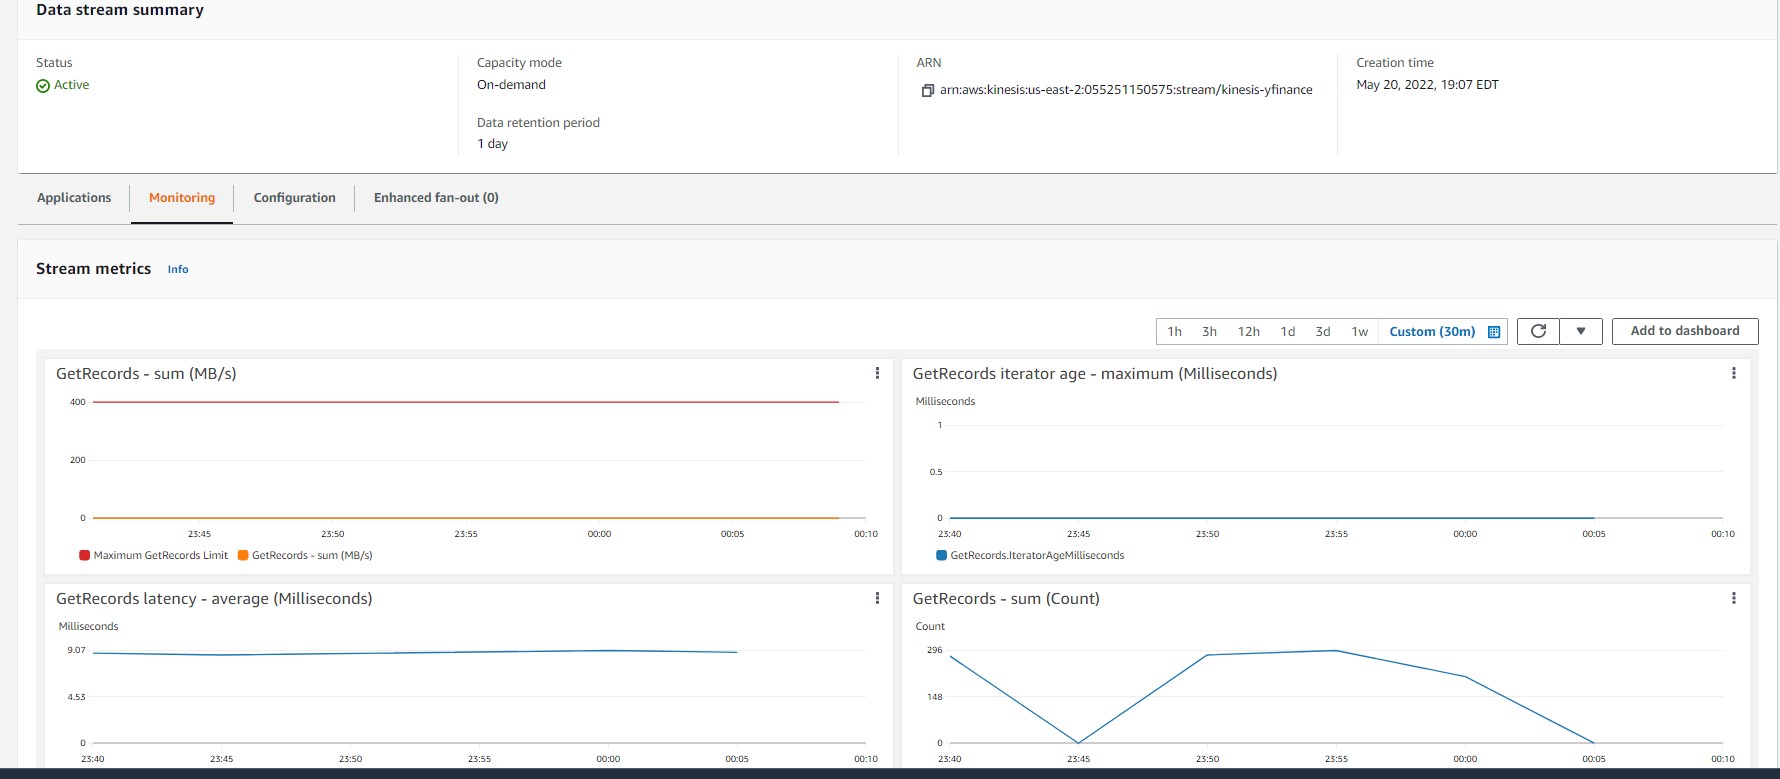 Data stream summary
Status
Active
Capacity mode
On-demand
Data retention period
1 day
ARN
arn:aws:kinesis:us-east-2:055251150575:stream/kinesis-yfinance
Creation time
May 20, 2022, 19:07 EDT
Applications
Monitoring
Configuration
Enhanced fan-out (0)
Stream metrics Info
1h 3h 12h 1d 3d 1w Custom (30m)
Add to dashboard
GetRecords - sum (MB/s)
400
200
0
23:45 23:50 23:55 00:00 00:05 00:10
Maximum GetRecords Limit GetRecords - sum (MB/s)
GetRecords iterator age - maximum (Milliseconds)
Milliseconds
1
0.5
0
23:40 23:45 23:50 23:55 00:00 00:05 00:10
GetRecords.IteratorAgeMilliseconds
GetRecords latency - average (Milliseconds)
Milliseconds
9.07
4.53
0
23:40 23:45 23:50 23:55 00:00 00:05 00:10
GetRecords - sum (Count)
Count
296
148
0
23:40 23:45 23:50 23:55 00:00 00:05 00:10